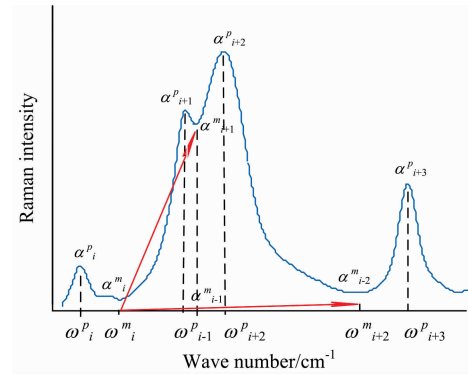 α^p_{i+2}
α^p_{i+1}
α^m_{i+1}
α^p_{i+3}
α^p_i
α^m_i
α^m_{i-1}
α^m_{i-2}
Raman intensity
ω^p_i ω^m_i ω^p_{i-1} ω^p_{i+2} ω^m_{i+2} ω^p_{i+3}
Wave number/cm^{-1}